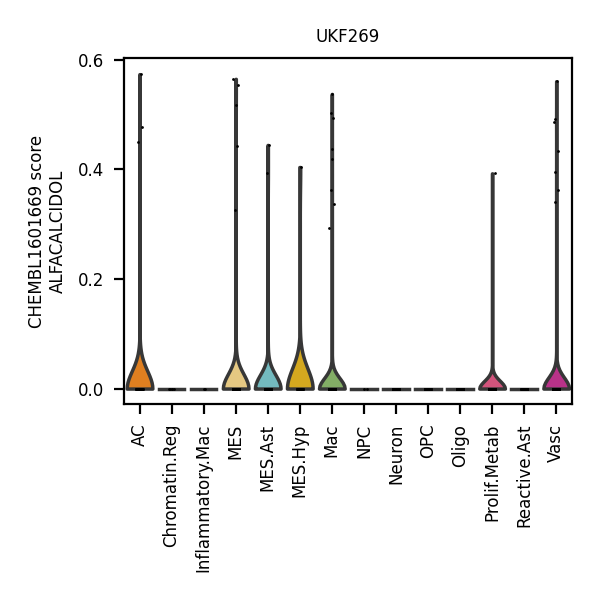 UKF269
CHEMBL1601669 score
ALFACALCIDOL
0.6
0.4
0.2
0.0
AC
Chromatin.Reg
Inflammatory.Mac
MES
MES.Ast
MES.Hyp
Mac
NPC
Neuron
OPC
Oligo
Prolif.Metab
Reactive.Ast
Vasc